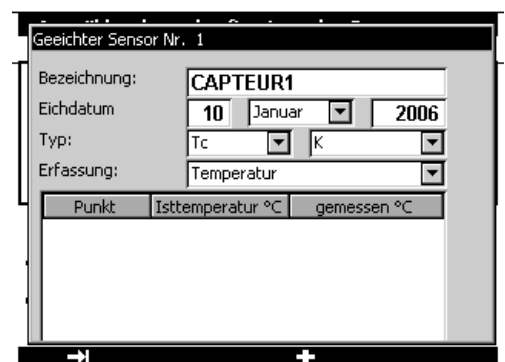 Geeichter Sensor Nr. 1
Bezeichnung: CAPTEUR1
Eichdatum 10 Januar 2006
Typ: Tc K
Erfassung: Temperatur
Punkt Isttemperatur °C gemessen °C